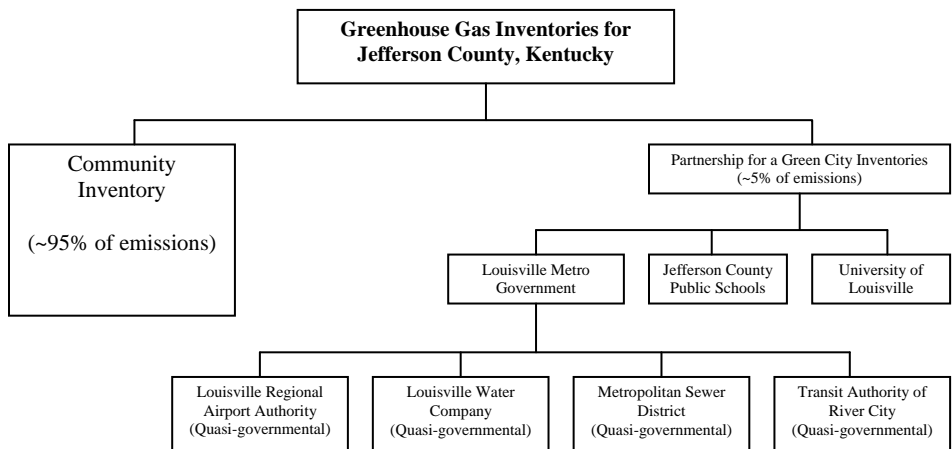 Greenhouse Gas Inventories for
Jefferson County, Kentucky
Community
Inventory
(~95% of emissions)
Partnership for a Green City Inventories
(~5% of emissions)
Louisville Metro
Government
Jefferson County
Public Schools
University of
Louisville
Louisville Regional
Airport Authority
(Quasi-governmental)
Louisville Water
Company
(Quasi-governmental)
Metropolitan Sewer
District
(Quasi-governmental)
Transit Authority of
River City
(Quasi-governmental)